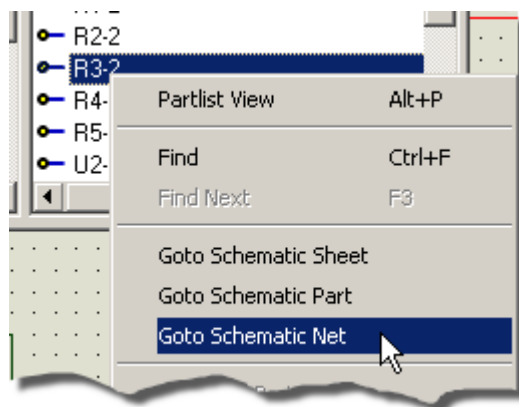 R2-2
R3-2
R4-
R5-
U2-
Partlist View Alt+P
Find Ctrl+F
Find Next F3
Goto Schematic Sheet
Goto Schematic Part
Goto Schematic Net